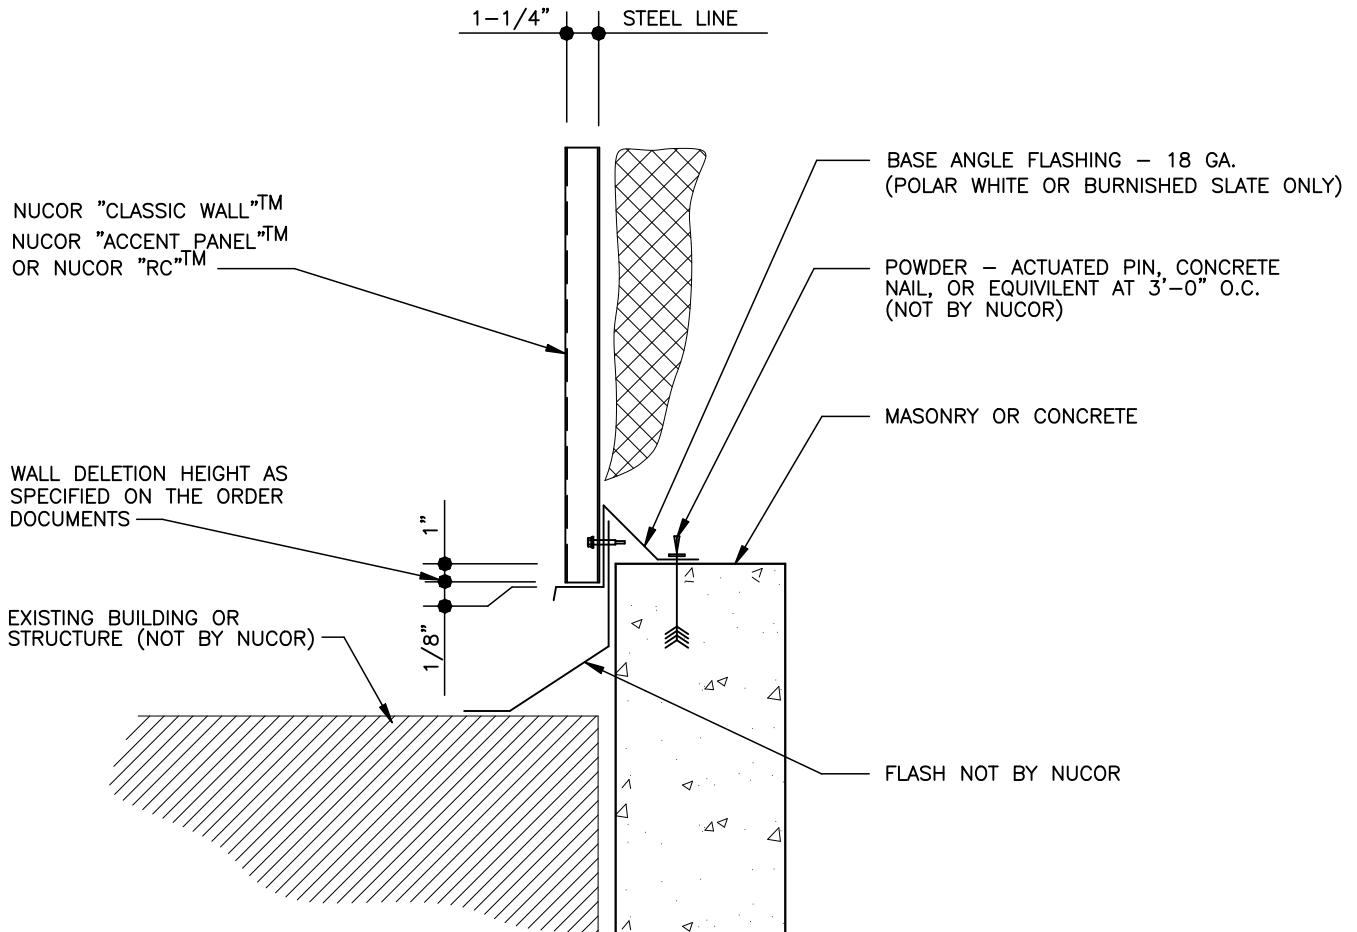 1-1/4" STEEL LINE
BASE ANGLE FLASHING - 18 GA.
(POLAR WHITE OR BURNISHED SLATE ONLY)
NUCOR "CLASSIC WALL"™
NUCOR "ACCENT PANEL"™
OR NUCOR "RC"™
POWDER - ACTUATED PIN, CONCRETE
NAIL, OR EQUIVILENT AT 3'-0" O.C.
(NOT BY NUCOR)
MASONRY OR CONCRETE
WALL DELETION HEIGHT AS
SPECIFIED ON THE ORDER
DOCUMENTS
1"
EXISTING BUILDING OR
STRUCTURE (NOT BY NUCOR)
1/8"
FLASH NOT BY NUCOR